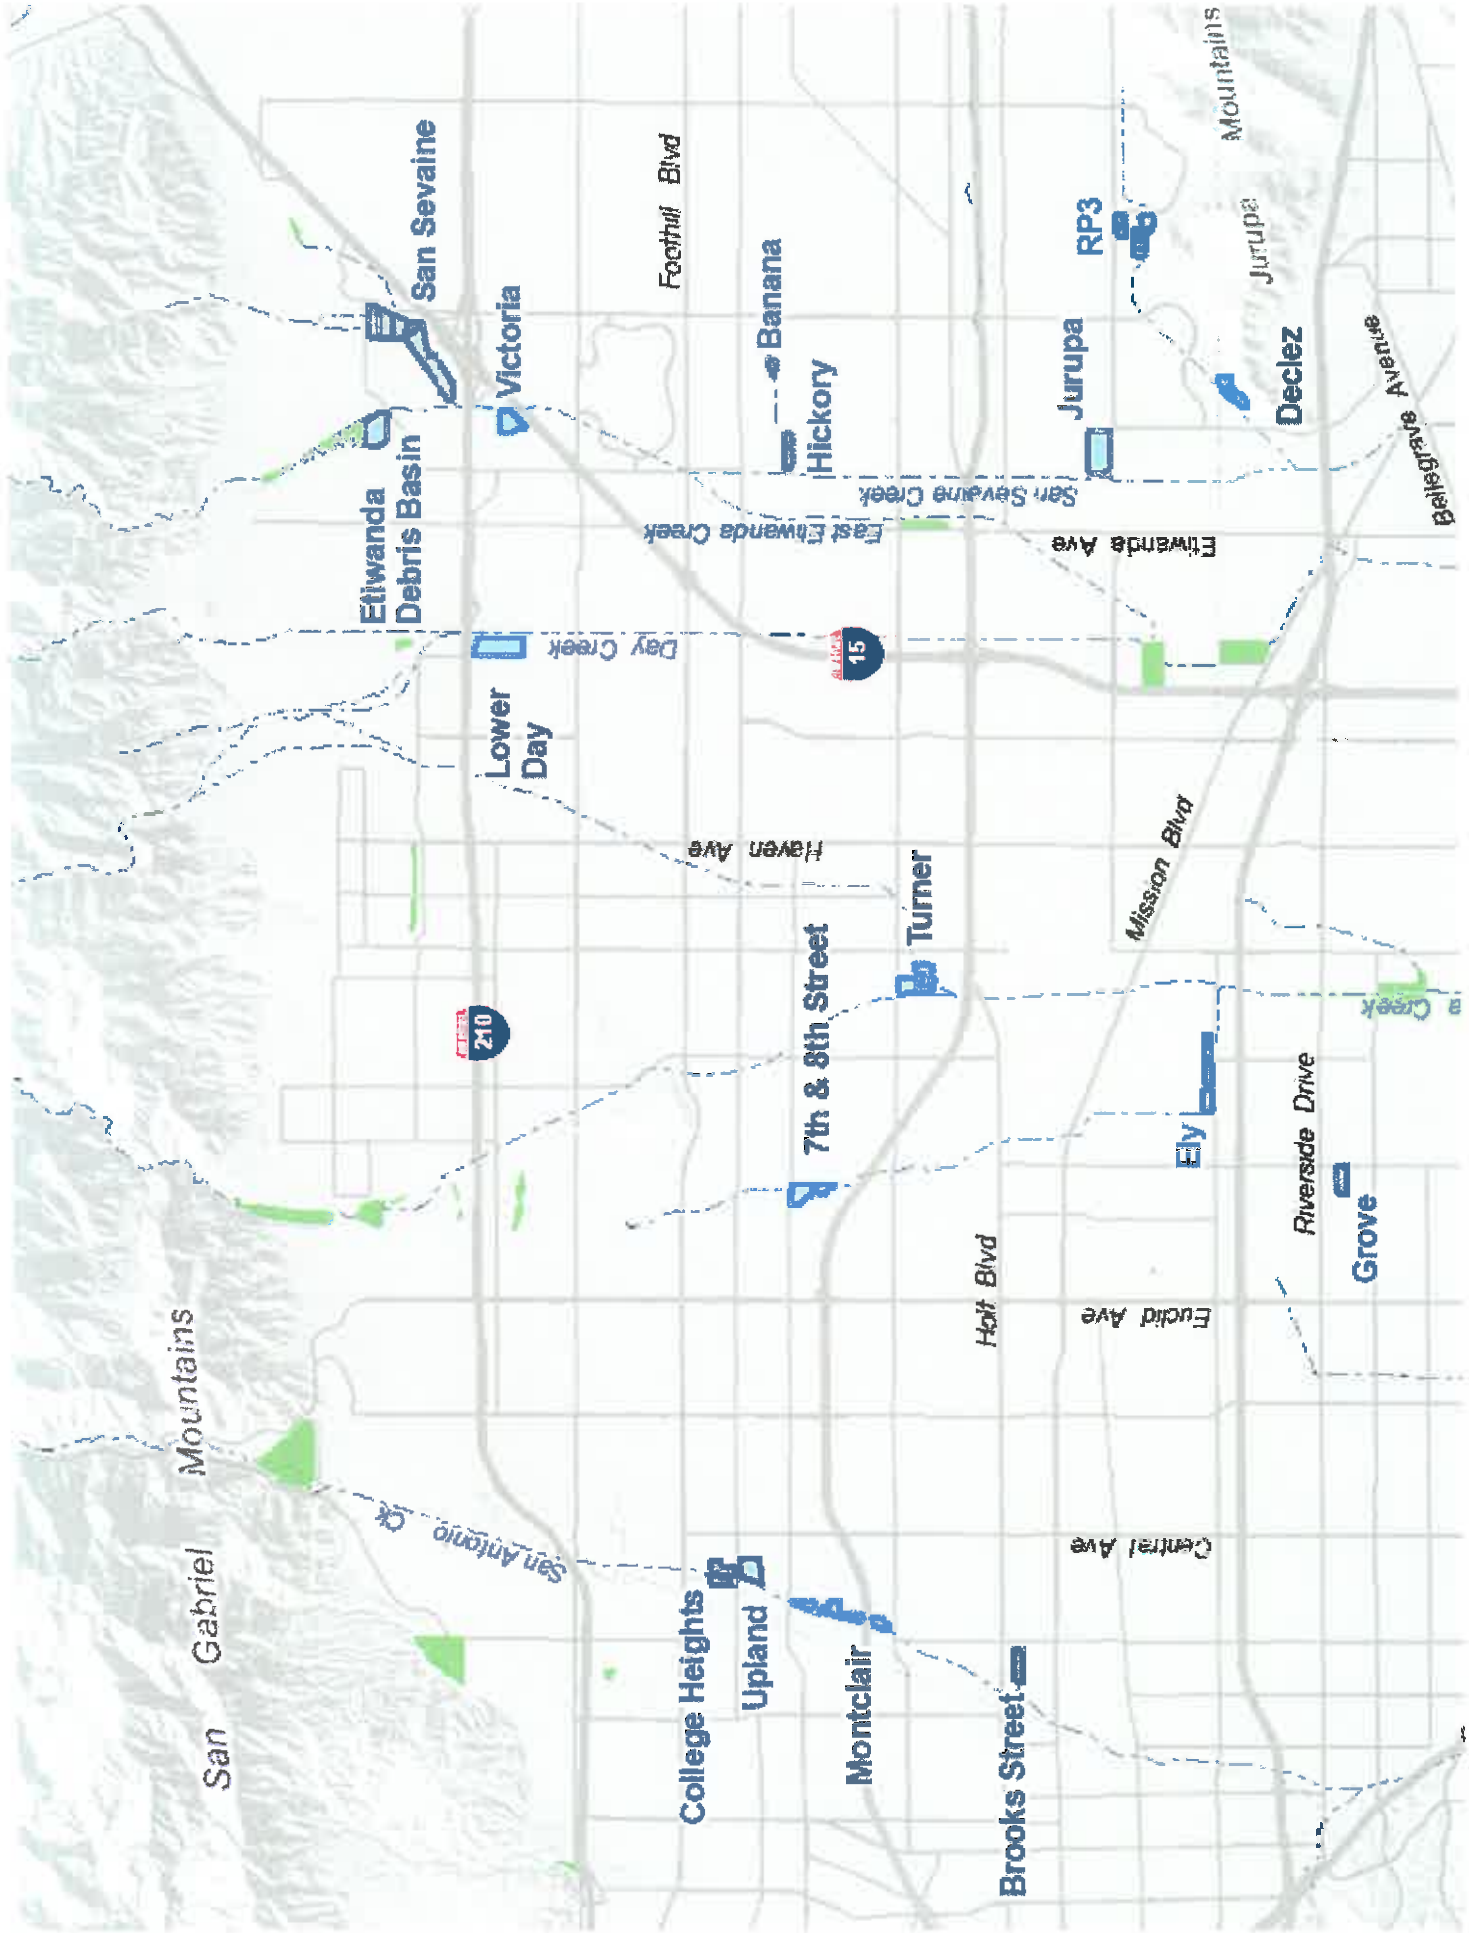 San Gabriel Mountains
San Antonio Ck
College Heights
Upland
Montclair
Brooks Street
Central Ave
Euclid Ave
Holt Blvd
210
7th & 8th Street
Turner
Haven Ave
Ely
Riverside Drive
Grove
Mission Blvd
a Creek
Lower
Day
Day Creek
15
Etiwanda
Debris Basin
San Sevaine
Victoria
Foothill Blvd
Banana
Hickory
East Etiwanda Creek
San Sevaine Creek
Etiwanda Ave
Jurupa
RP3
Declez
Jurupa Mountains
Bellegrave Avenue